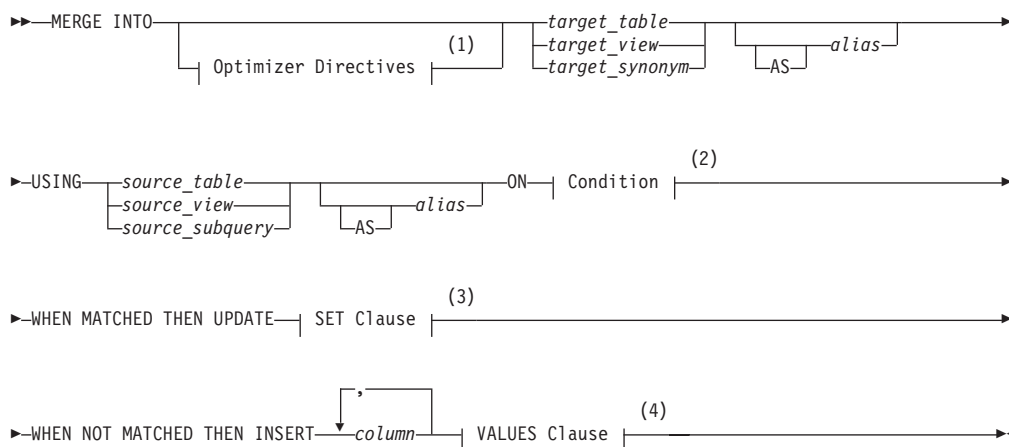 MERGE INTO target_table
(1) target_view alias
Optimizer Directives target_synonym AS
(2)
USING source_table ON Condition
source_view alias
source_subquery AS
(3)
WHEN MATCHED THEN UPDATE SET Clause
,
(4)
WHEN NOT MATCHED THEN INSERT column VALUES Clause